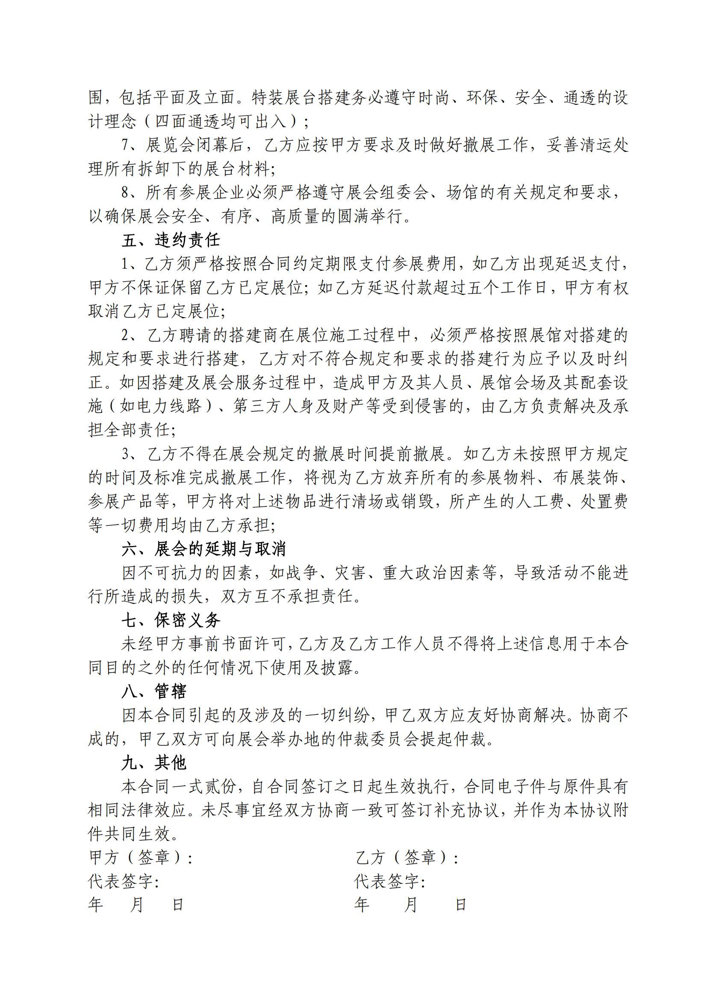 围，包括平面及立面。特装展台搭建务必遵守时尚、环保、安全、通透的设
计理念（四面通透均可出入）；
7、展览会闭幕后，乙方应按甲方要求及时做好撤展工作，妥善清运处
理所有拆卸下的展台材料；
8、所有参展企业必须严格遵守展会组委会、场馆的有关规定和要求，
以确保展会安全、有序、高质量的圆满举行。
五、违约责任
1、乙方须严格按照合同约定期限支付参展费用，如乙方出现延迟支付，
甲方不保证保留乙方已定展位；如乙方延迟付款超过五个工作日，甲方有权
取消乙方已定展位；
2、乙方聘请的搭建商在展位施工过程中，必须严格按照展馆对搭建的
规定和要求进行搭建，乙方对不符合规定和要求的搭建行为应予以及时纠
正。如因搭建及展会服务过程中，造成甲方及其人员、展馆会场及其配套设
施（如电力线路）、第三方人身及财产等受到侵害的，由乙方负责解决及承
担全部责任；
3、乙方不得在展会规定的撤展时间提前撤展。如乙方未按照甲方规定
的时间及标准完成撤展工作，将视为乙方放弃所有的参展物料、布展装饰、
参展产品等，甲方将对上述物品进行清场或销毁，所产生的人工费、处置费
等一切费用均由乙方承担；
六、展会的延期与取消
因不可抗力的因素，如战争、灾害、重大政治因素等，导致活动不能进
行所造成的损失，双方互不承担责任。
七、保密义务
未经甲方事前书面许可，乙方及乙方工作人员不得将上述信息用于本合
同目的之外的任何情况下使用及披露。
八、管辖
因本合同引起的及涉及的一切纠纷，甲乙双方应友好协商解决。协商不
成的，甲乙双方可向展会举办地的仲裁委员会提起仲裁。
九、其他
本合同一式贰份，自合同签订之日起生效执行，合同电子件与原件具有
相同法律效应。未尽事宜经双方协商一致可签订补充协议，并作为本协议附
件共同生效。
甲方（签章）： 乙方（签章）：
代表签字： 代表签字：
年 月 日 年 月 日